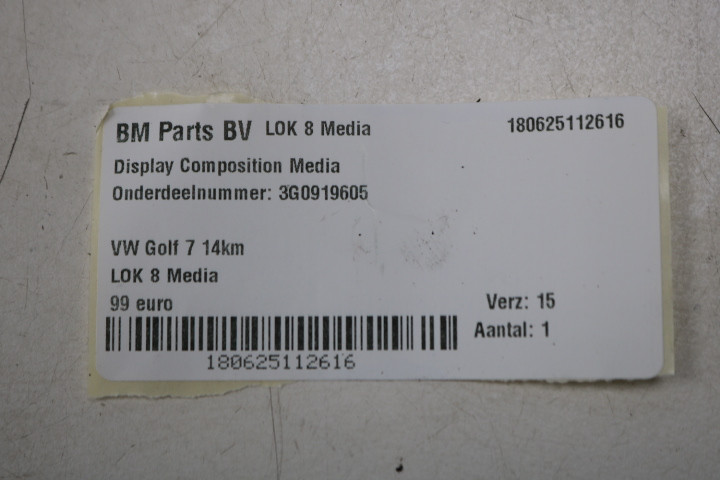 BM Parts BV LOK 8 Media 180625112616
Display Composition Media
Onderdeelnummer: 3G0919605
VW Golf 7 14km
LOK 8 Media
99 euro Verz: 15
Aantal: 1
180625112616